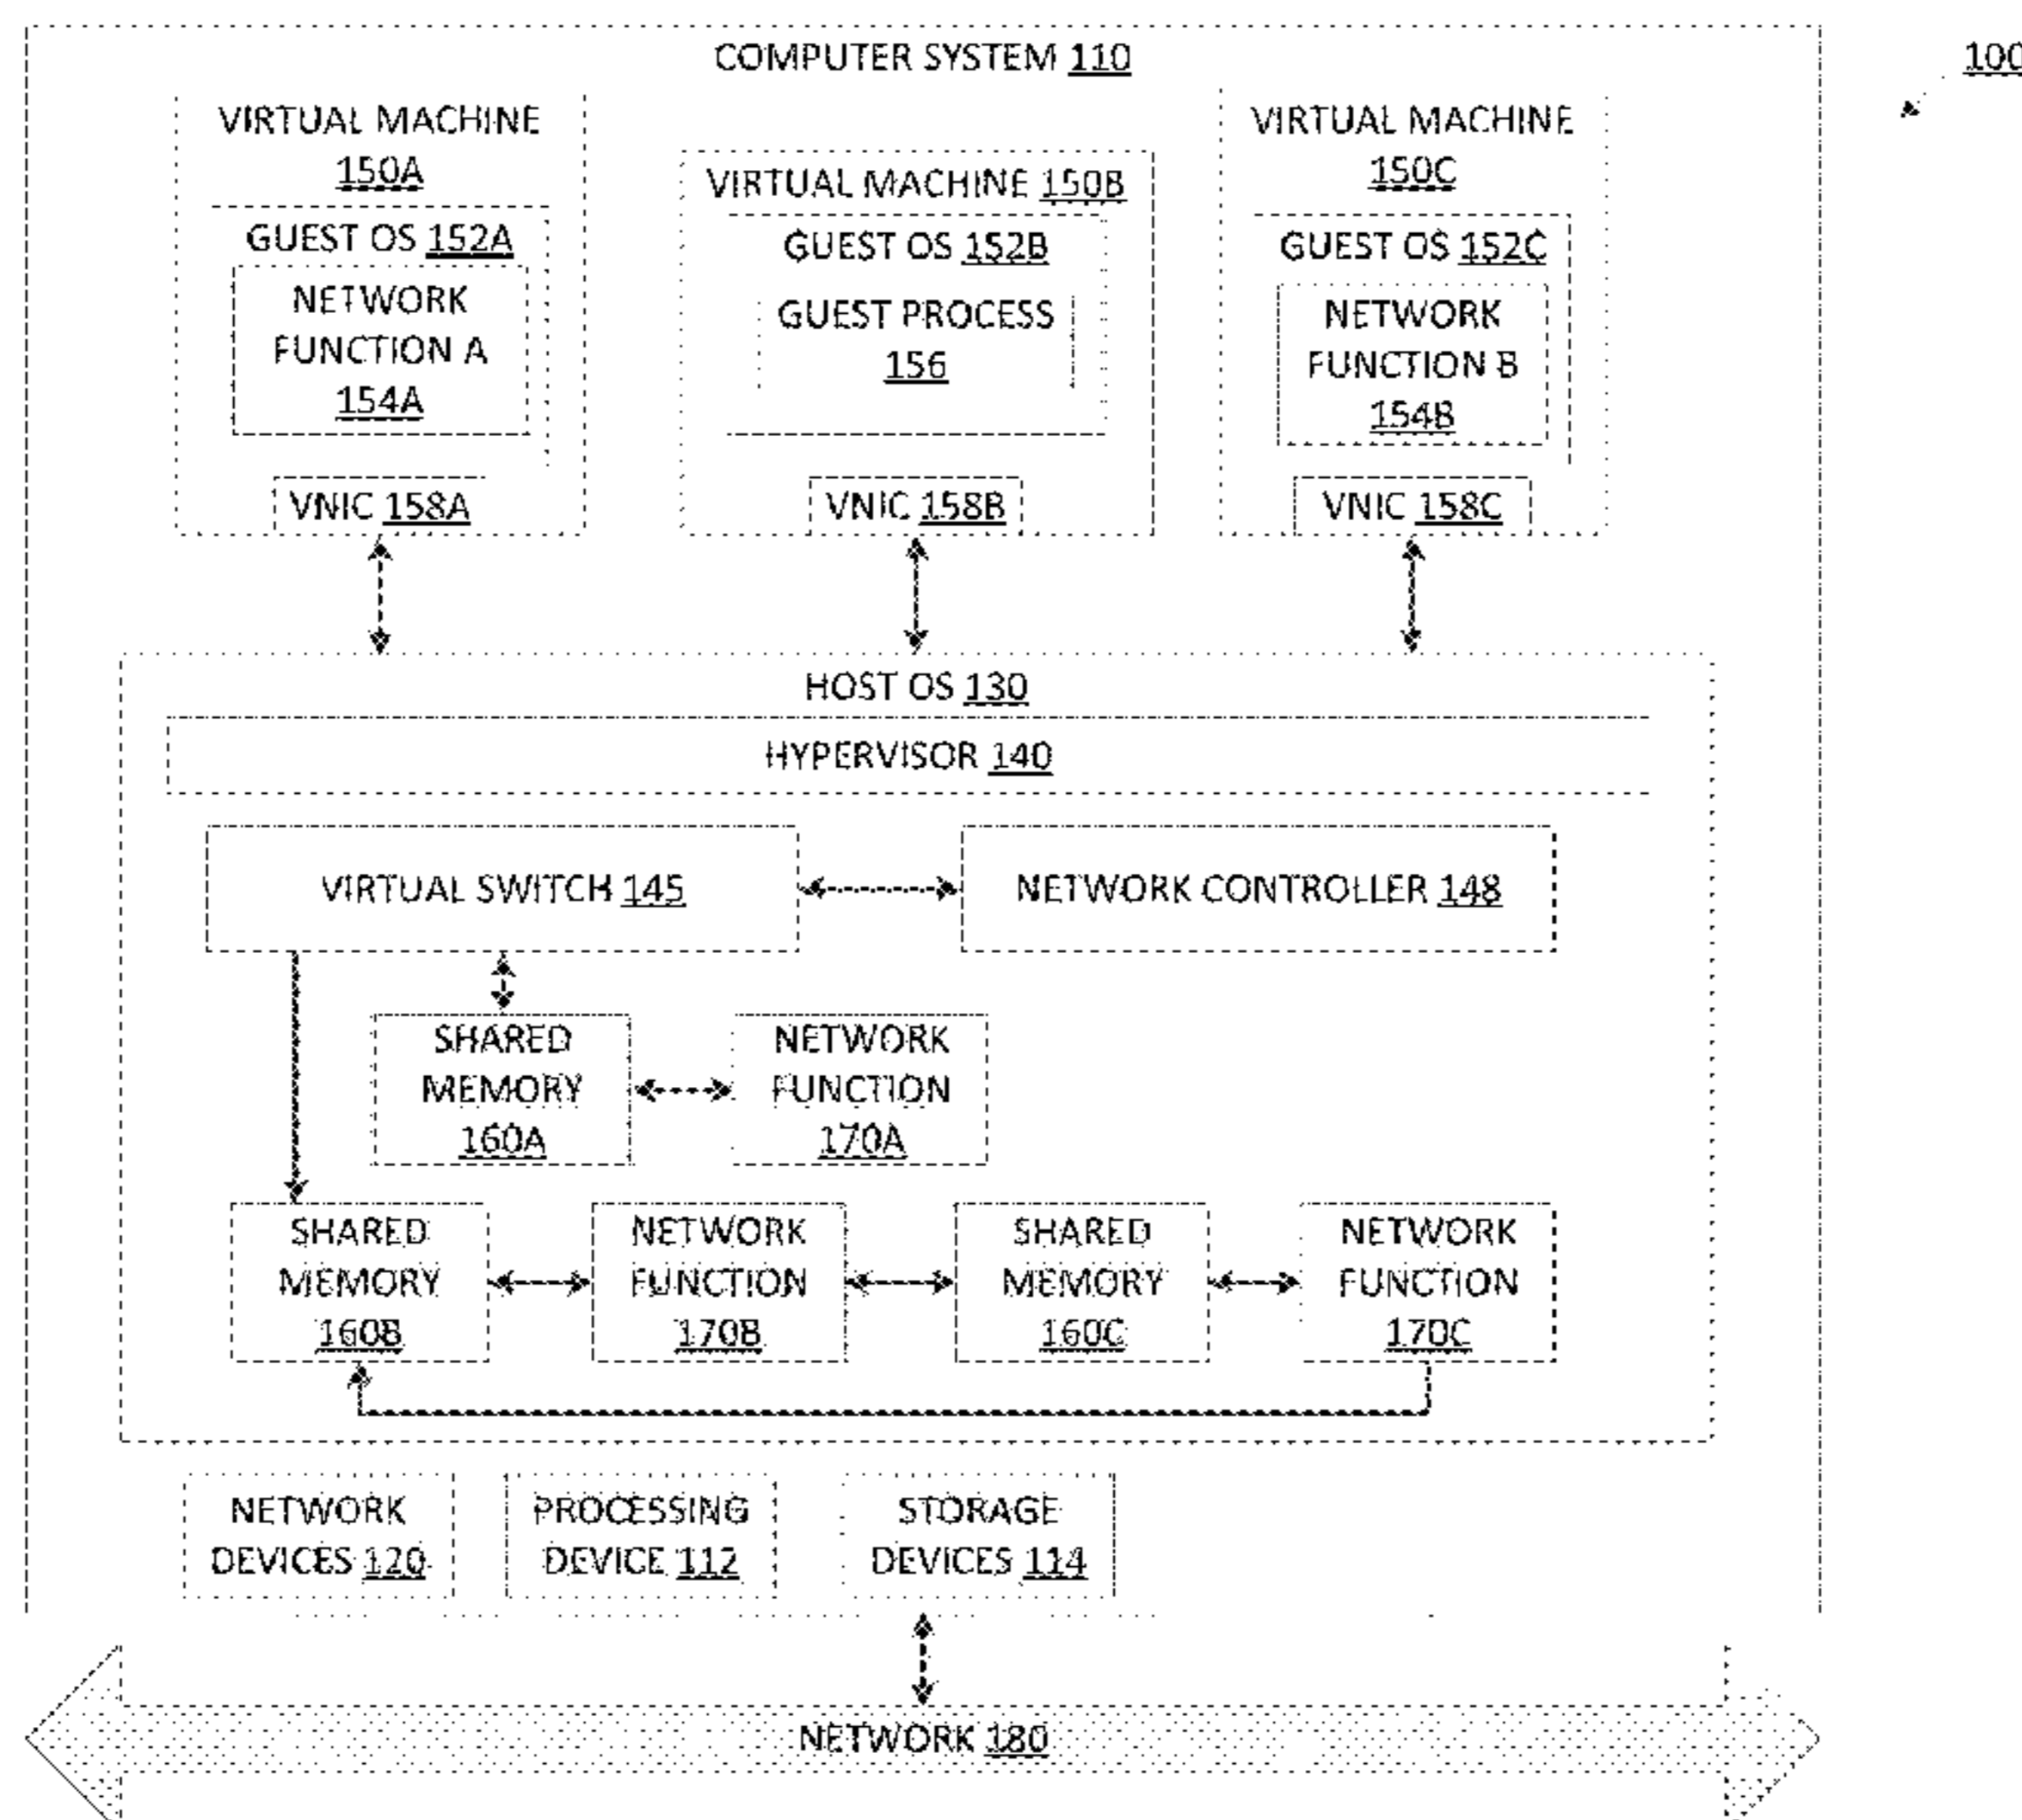 COMPUTER SYSTEM 110
100
VIRTUAL MACHINE
150A
GUEST OS 152A
NETWORK
FUNCTION A
154A
VNIC 158A
VIRTUAL MACHINE 150B
GUEST OS 152B
GUEST PROCESS
156
VNIC 158B
VIRTUAL MACHINE
150C
GUEST OS 152C
NETWORK
FUNCTION B
154B
VNIC 158C
HOST OS 130
HYPERVISOR 140
VIRTUAL SWITCH 145
NETWORK CONTROLLER 148
SHARED
MEMORY
160A
NETWORK
FUNCTION
170A
SHARED
MEMORY
160B
NETWORK
FUNCTION
170B
SHARED
MEMORY
160C
NETWORK
FUNCTION
170C
NETWORK
DEVICES 120
PROCESSING
DEVICE 112
STORAGE
DEVICES 114
NETWORK 180